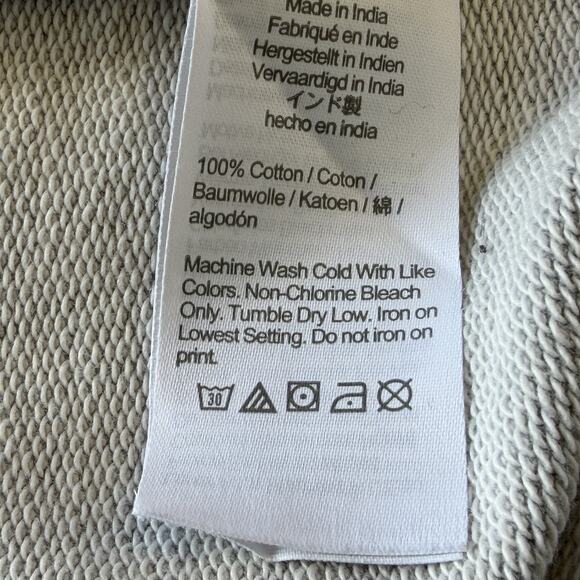 Made in India
Fabriqué en Inde
Hergestellt in Indien
Vervaardigd in India
インド製
hecho en india
100% Cotton / Coton /
Baumwolle / Katoen / 綿 /
algodón
Machine Wash Cold With Like
Colors. Non-Chlorine Bleach
Only. Tumble Dry Low. Iron on
Lowest Setting. Do not iron on
print.
30